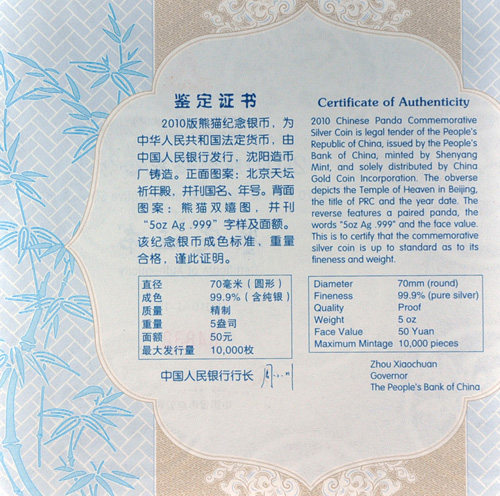 鉴定证书
2010版熊猫纪念银币，为
中华人民共和国法定货币，由
中国人民银行发行，沈阳造币
厂铸造。正面图案：北京天坛
祈年殿，并刊国名、年号。背面
图案：熊猫双嬉图，并刊
“5oz Ag .999”字样及面额。
该纪念银币成色标准，重量
合格，谨此证明。
直径 70毫米（圆形）
成色 99.9%（含纯银）
质量 精制
重量 5盎司
面额 50元
最大发行量 10,000枚
中国人民银行行长
Certificate of Authenticity
2010 Chinese Panda Commemorative
Silver Coin is legal tender of the People's
Republic of China, issued by the People's
Bank of China, minted by Shenyang
Mint, and solely distributed by China
Gold Coin Incorporation. The obverse
depicts the Temple of Heaven in Beijing,
the title of PRC and the year date. The
reverse features a paired panda, the
words "5oz Ag .999" and the face value.
This is to certify that the commemorative
silver coin is up to standard as to its
fineness and weight.
Diameter 70mm (round)
Fineness 99.9% (pure silver)
Quality Proof
Weight 5 oz
Face Value 50 Yuan
Maximum Mintage 10,000 pieces
Zhou Xiaochuan
Governor
The People's Bank of China